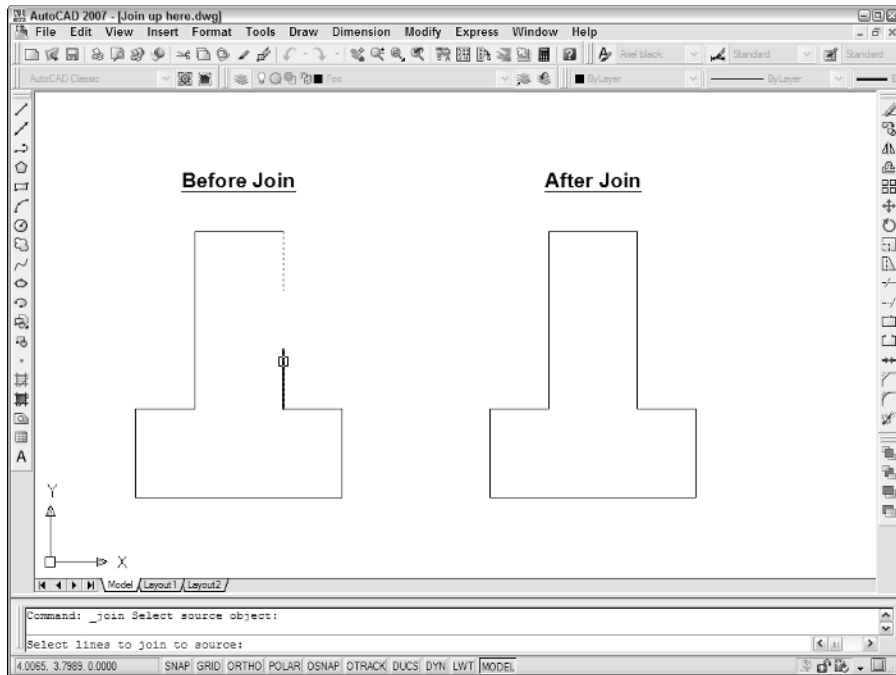 AutoCAD 2007 - [Join up here.dwg]
File Edit View Insert Format Tools Draw Dimension Modify Express Window Help
Ariel black Standard Standard
AutoCAD Classic Foo ByLayer ByLayer
Before Join After Join
A
Y
X
Model Layout1 Layout2
Command: _join Select source object:
Select lines to join to source:
4.0065, 3.7989, 0.0000 SNAP GRID ORTHO POLAR OSNAP OTRACK DUCS DYN LWT MODEL